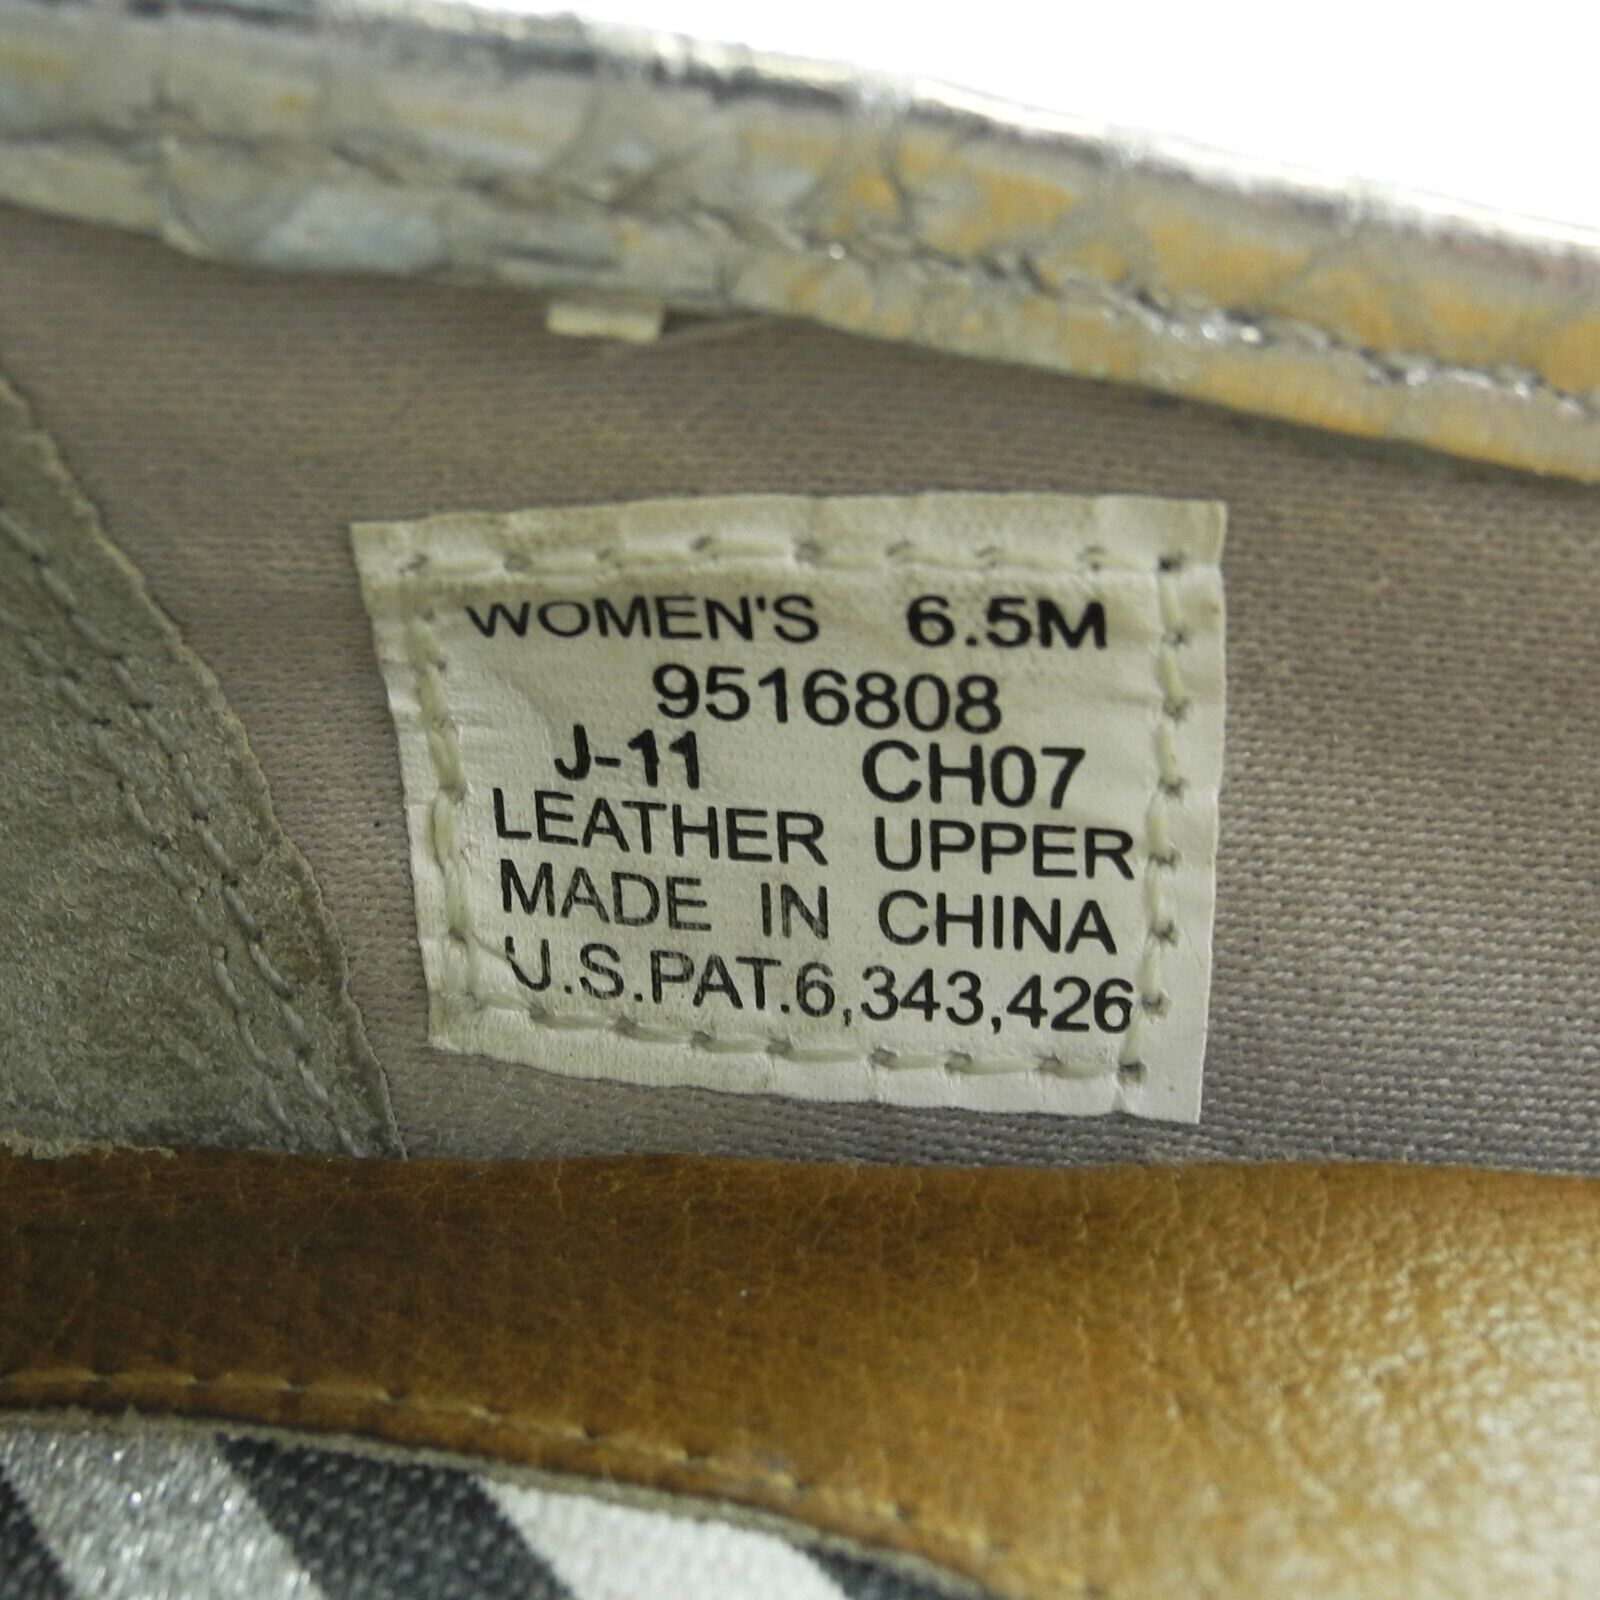 WOMEN'S 6.5M
9516808
J-11 CH07
LEATHER UPPER
MADE IN CHINA
U.S.PAT.6,343,426